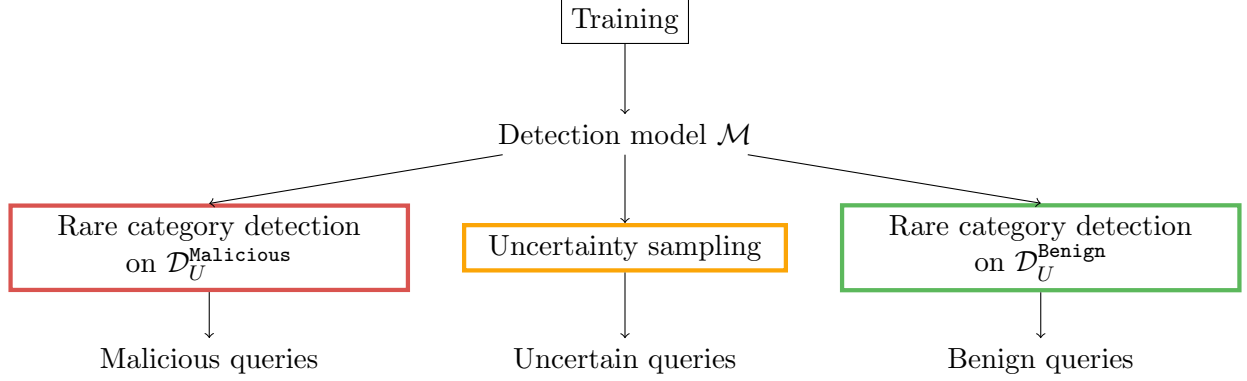 Training
Detection model ℳ
Rare category detection
on 𝒟_U^Malicious
Uncertainty sampling
Rare category detection
on 𝒟_U^Benign
Malicious queries
Uncertain queries
Benign queries